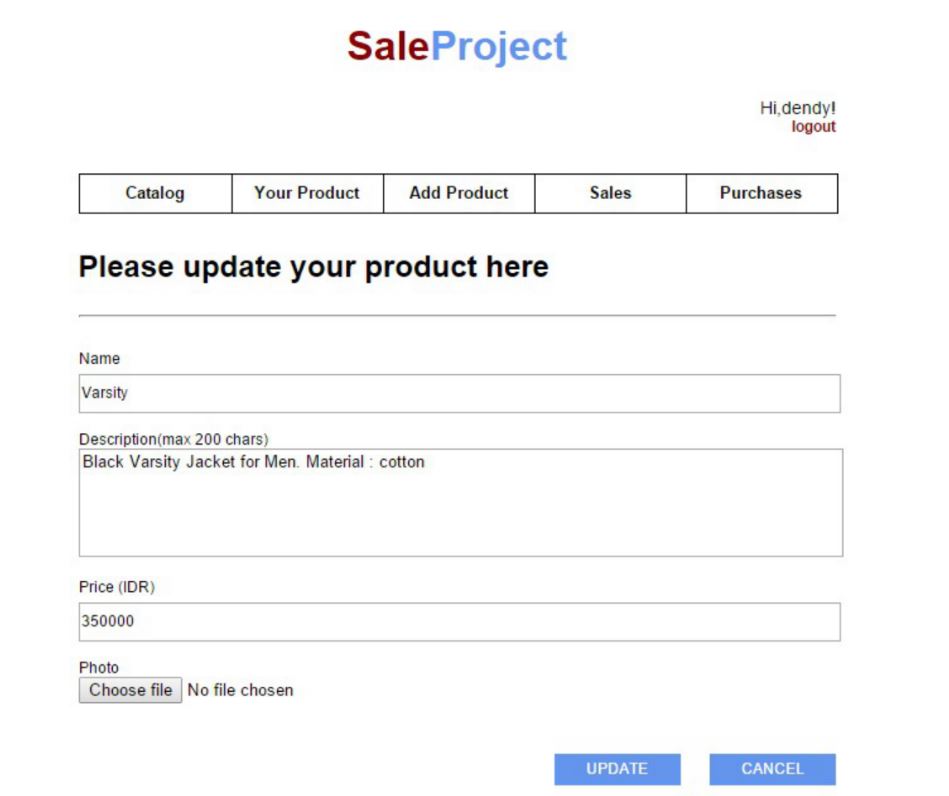 SaleProject
Hi,dendy!
logout
Catalog Your Product Add Product Sales Purchases
Please update your product here
Name
Varsity
Description(max 200 chars)
Black Varsity Jacket for Men. Material : cotton
Price (IDR)
350000
Photo
Choose file No file chosen
UPDATE CANCEL